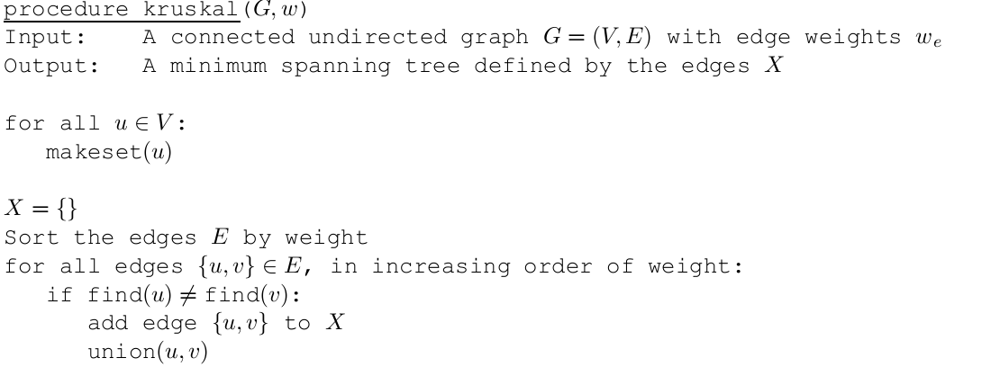 procedure kruskal(G, w)
Input: A connected undirected graph G = (V, E) with edge weights wₑ
Output: A minimum spanning tree defined by the edges X
for all u ∈ V:
makeset(u)
X = {}
Sort the edges E by weight
for all edges {u, v} ∈ E, in increasing order of weight:
if find(u) ≠ find(v):
add edge {u, v} to X
union(u, v)